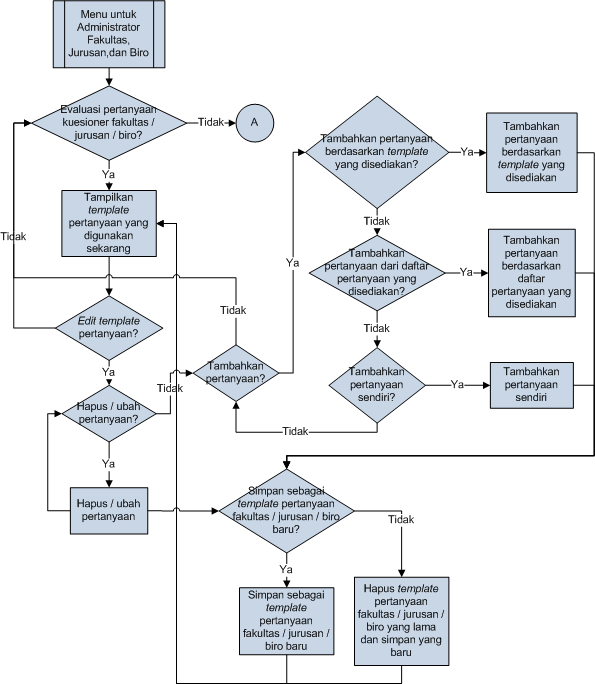 Menu untuk
Administrator
Fakultas,
Jurusan,dan Biro
Evaluasi pertanyaan
kuesioner fakultas /
jurusan / biro?
Tidak
A
Ya
Tampilkan
template
pertanyaan yang
digunakan
sekarang
Tidak
Edit template
pertanyaan?
Ya
Hapus / ubah
pertanyaan?
Tidak
Ya
Hapus / ubah
pertanyaan
Tidak
Tambahkan
pertanyaan?
Ya
Tambahkan pertanyaan
berdasarkan template
yang disediakan?
Ya
Tambahkan
pertanyaan
berdasarkan
template yang
disediakan
Tidak
Tambahkan
pertanyaan dari daftar
pertanyaan yang
disediakan?
Ya
Tambahkan
pertanyaan
berdasarkan
daftar
pertanyaan yang
disediakan
Tidak
Tambahkan
pertanyaan
sendiri?
Ya
Tambahkan
pertanyaan
sendiri
Tidak
Simpan sebagai
template pertanyaan
fakultas / jurusan / biro
baru?
Tidak
Ya
Simpan sebagai
template
pertanyaan
fakultas / jurusan /
biro baru
Hapus template
pertanyaan
fakultas / jurusan /
biro yang lama
dan simpan yang
baru